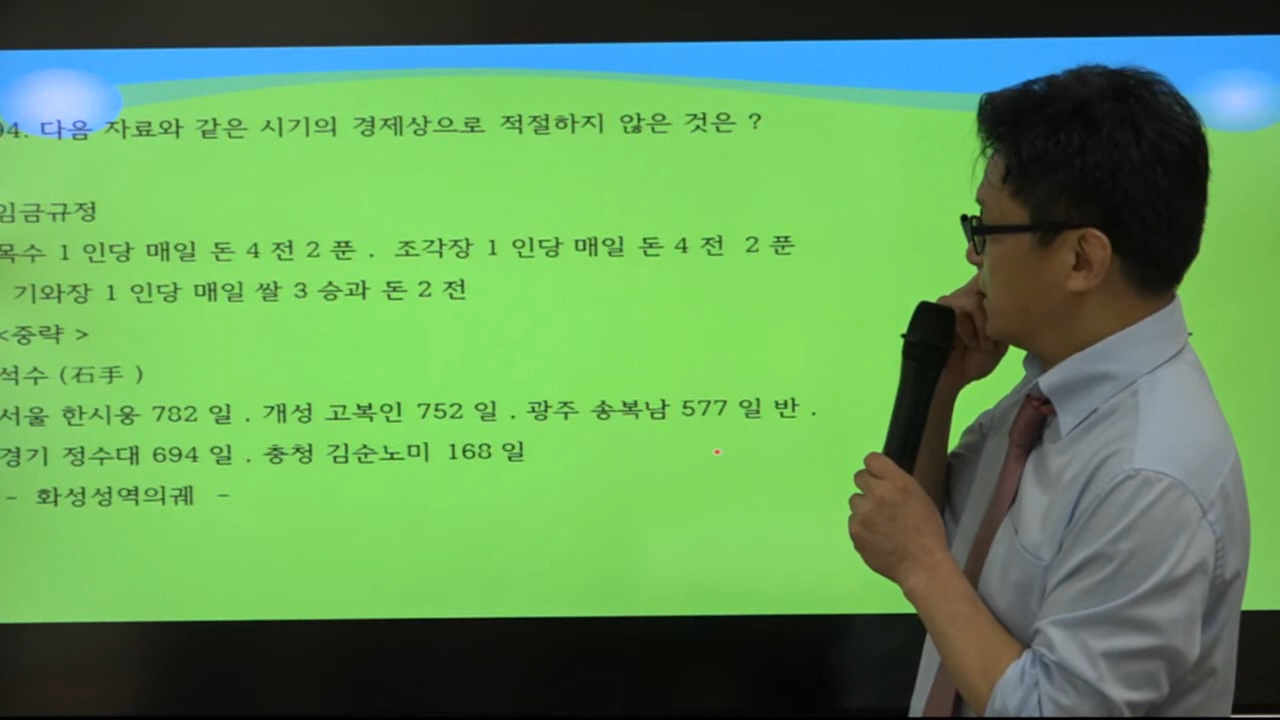 94. 다음 자료와 같은 시기의 경제상으로 적절하지 않은 것은 ?
임금규정
목수 1 인당 매일 돈 4 전 2 푼 . 조각장 1 인당 매일 돈 4 전 2 푼
. 기와장 1 인당 매일 쌀 3 승과 돈 2 전
<중략 >
석수 (石手 )
서울 한시웅 782 일 . 개성 고복인 752 일 . 광주 송복남 577 일 반 .
경기 정수대 694 일 . 충청 김순노미 168 일
- 화성성역의궤 -